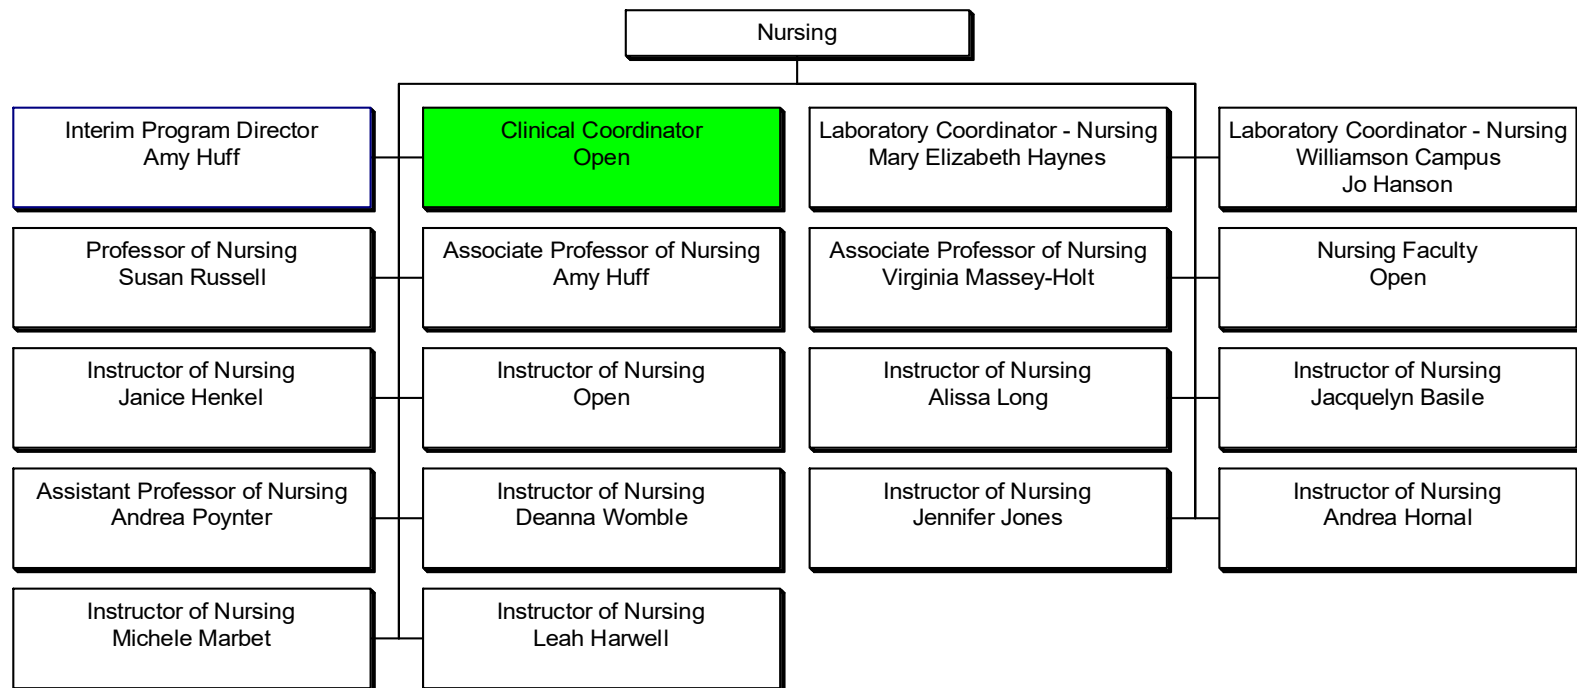 Nursing
Interim Program Director
Amy Huff
Clinical Coordinator
Open
Laboratory Coordinator - Nursing
Mary Elizabeth Haynes
Laboratory Coordinator - Nursing
Williamson Campus
Jo Hanson
Professor of Nursing
Susan Russell
Associate Professor of Nursing
Amy Huff
Associate Professor of Nursing
Virginia Massey-Holt
Nursing Faculty
Open
Instructor of Nursing
Janice Henkel
Instructor of Nursing
Open
Instructor of Nursing
Alissa Long
Instructor of Nursing
Jacquelyn Basile
Assistant Professor of Nursing
Andrea Poynter
Instructor of Nursing
Deanna Womble
Instructor of Nursing
Jennifer Jones
Instructor of Nursing
Andrea Hornal
Instructor of Nursing
Michele Marbet
Instructor of Nursing
Leah Harwell